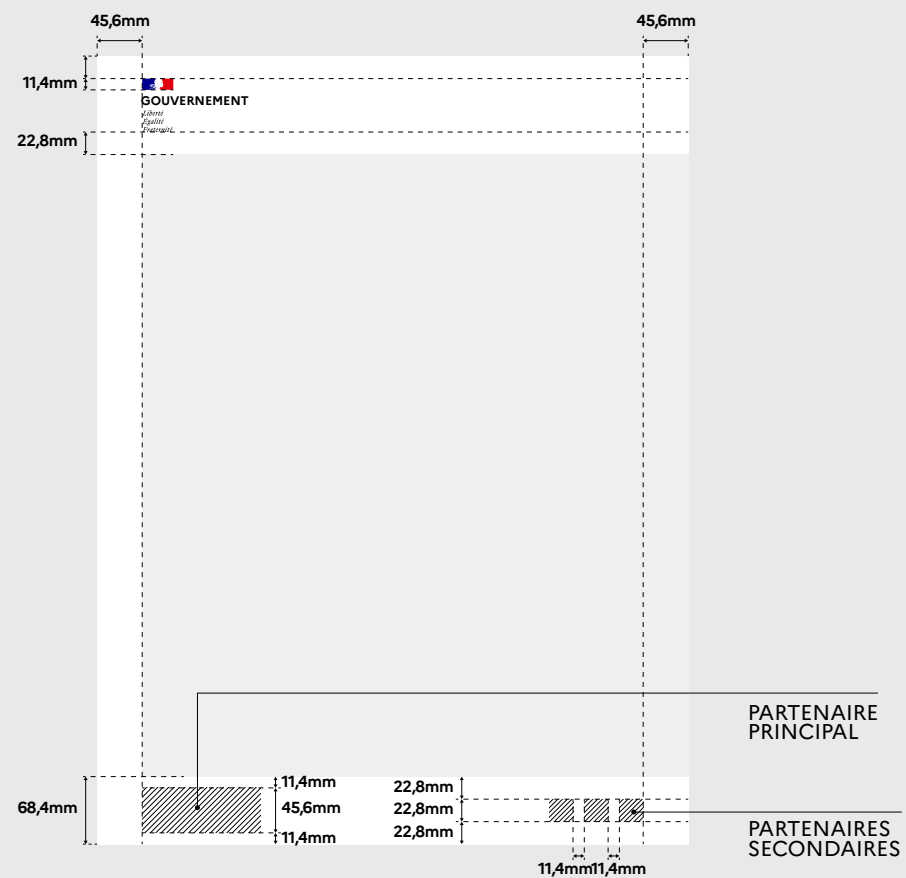 45,6mm
45,6mm
11,4mm
GOUVERNEMENT
Liberté
Égalité
Fraternité
22,8mm
PARTENAIRE
PRINCIPAL
11,4mm
22,8mm
68,4mm
45,6mm
22,8mm
11,4mm
22,8mm
PARTENAIRES
SECONDAIRES
11,4mm
11,4mm